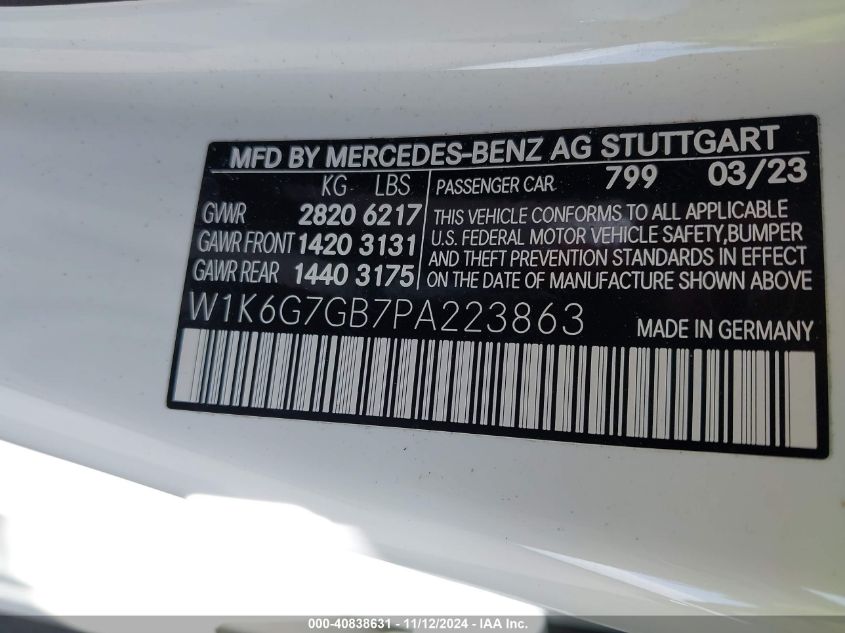 MFD BY MERCEDES-BENZ AG STUTTGART
KG LBS
GVWR 2820 6217
GAWR FRONT 1420 3131
GAWR REAR 1440 3175
PASSENGER CAR 799 03/23
THIS VEHICLE CONFORMS TO ALL APPLICABLE
U.S. FEDERAL MOTOR VEHICLE SAFETY,BUMPER
AND THEFT PREVENTION STANDARDS IN EFFECT
ON THE DATE OF MANUFACTURE SHOWN ABOVE
W1K6G7GB7PA223863 MADE IN GERMANY
000-40838631 - 11/12/2024 - IAA Inc.